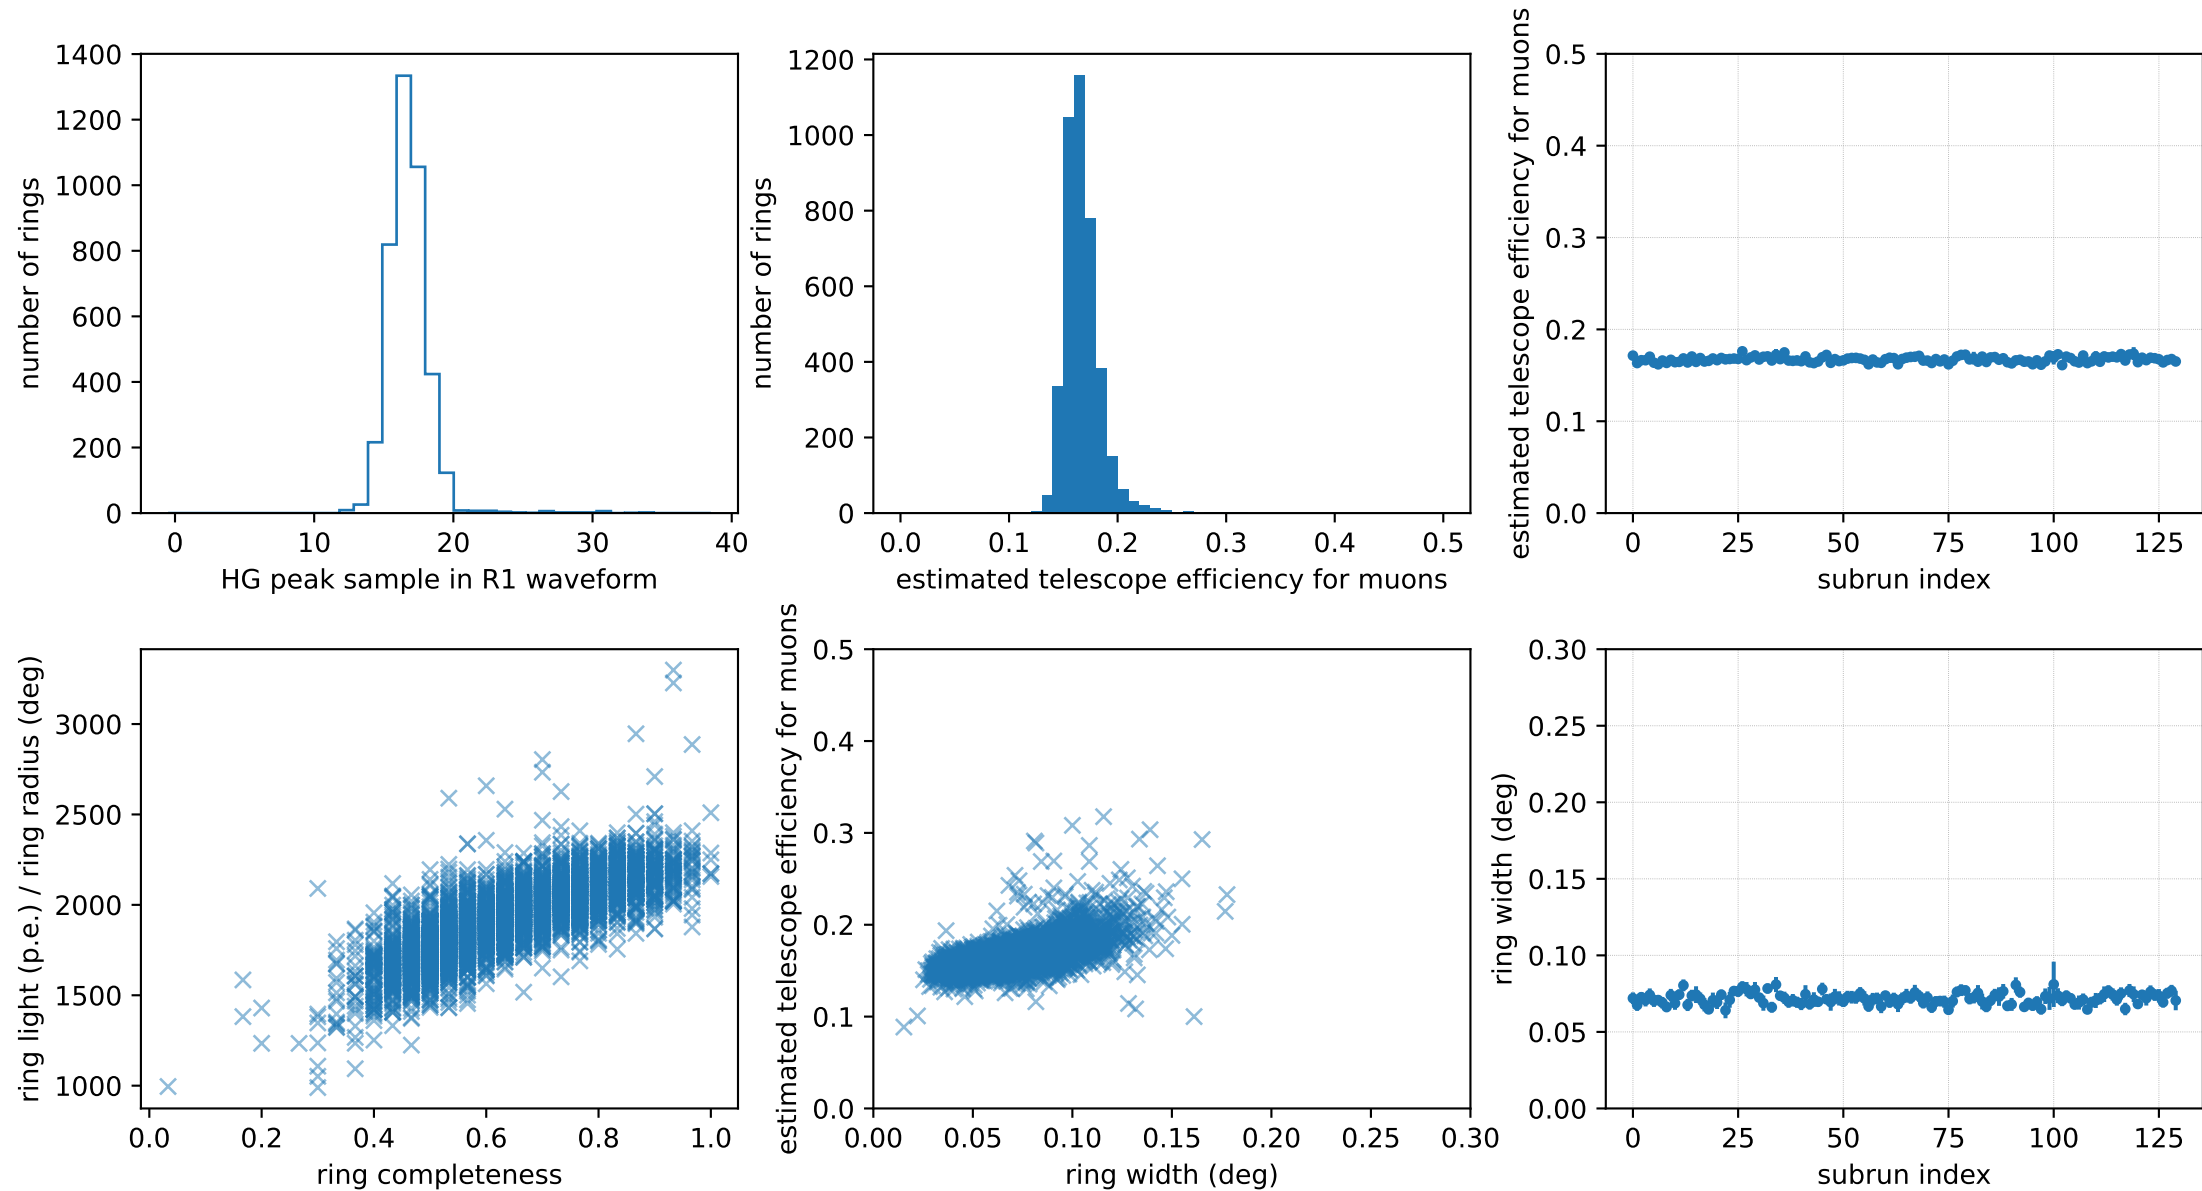 1400
1200
1000
800
600
400
200
0
number of rings
0 10 20 30 40
HG peak sample in R1 waveform
1200
1000
800
600
400
200
0
number of rings
0.0 0.1 0.2 0.3 0.4 0.5
estimated telescope efficiency for muons
0.5
0.4
0.3
0.2
0.1
0.0
estimated telescope efficiency for muons
0 25 50 75 100 125
subrun index
3000
2500
2000
1500
1000
ring light (p.e.) / ring radius (deg)
0.0 0.2 0.4 0.6 0.8 1.0
ring completeness
0.5
0.4
0.3
0.2
0.1
0.0
estimated telescope efficiency for muons
0.00 0.05 0.10 0.15 0.20 0.25 0.30
ring width (deg)
0.30
0.25
0.20
0.15
0.10
0.05
0.00
ring width (deg)
0 25 50 75 100 125
subrun index